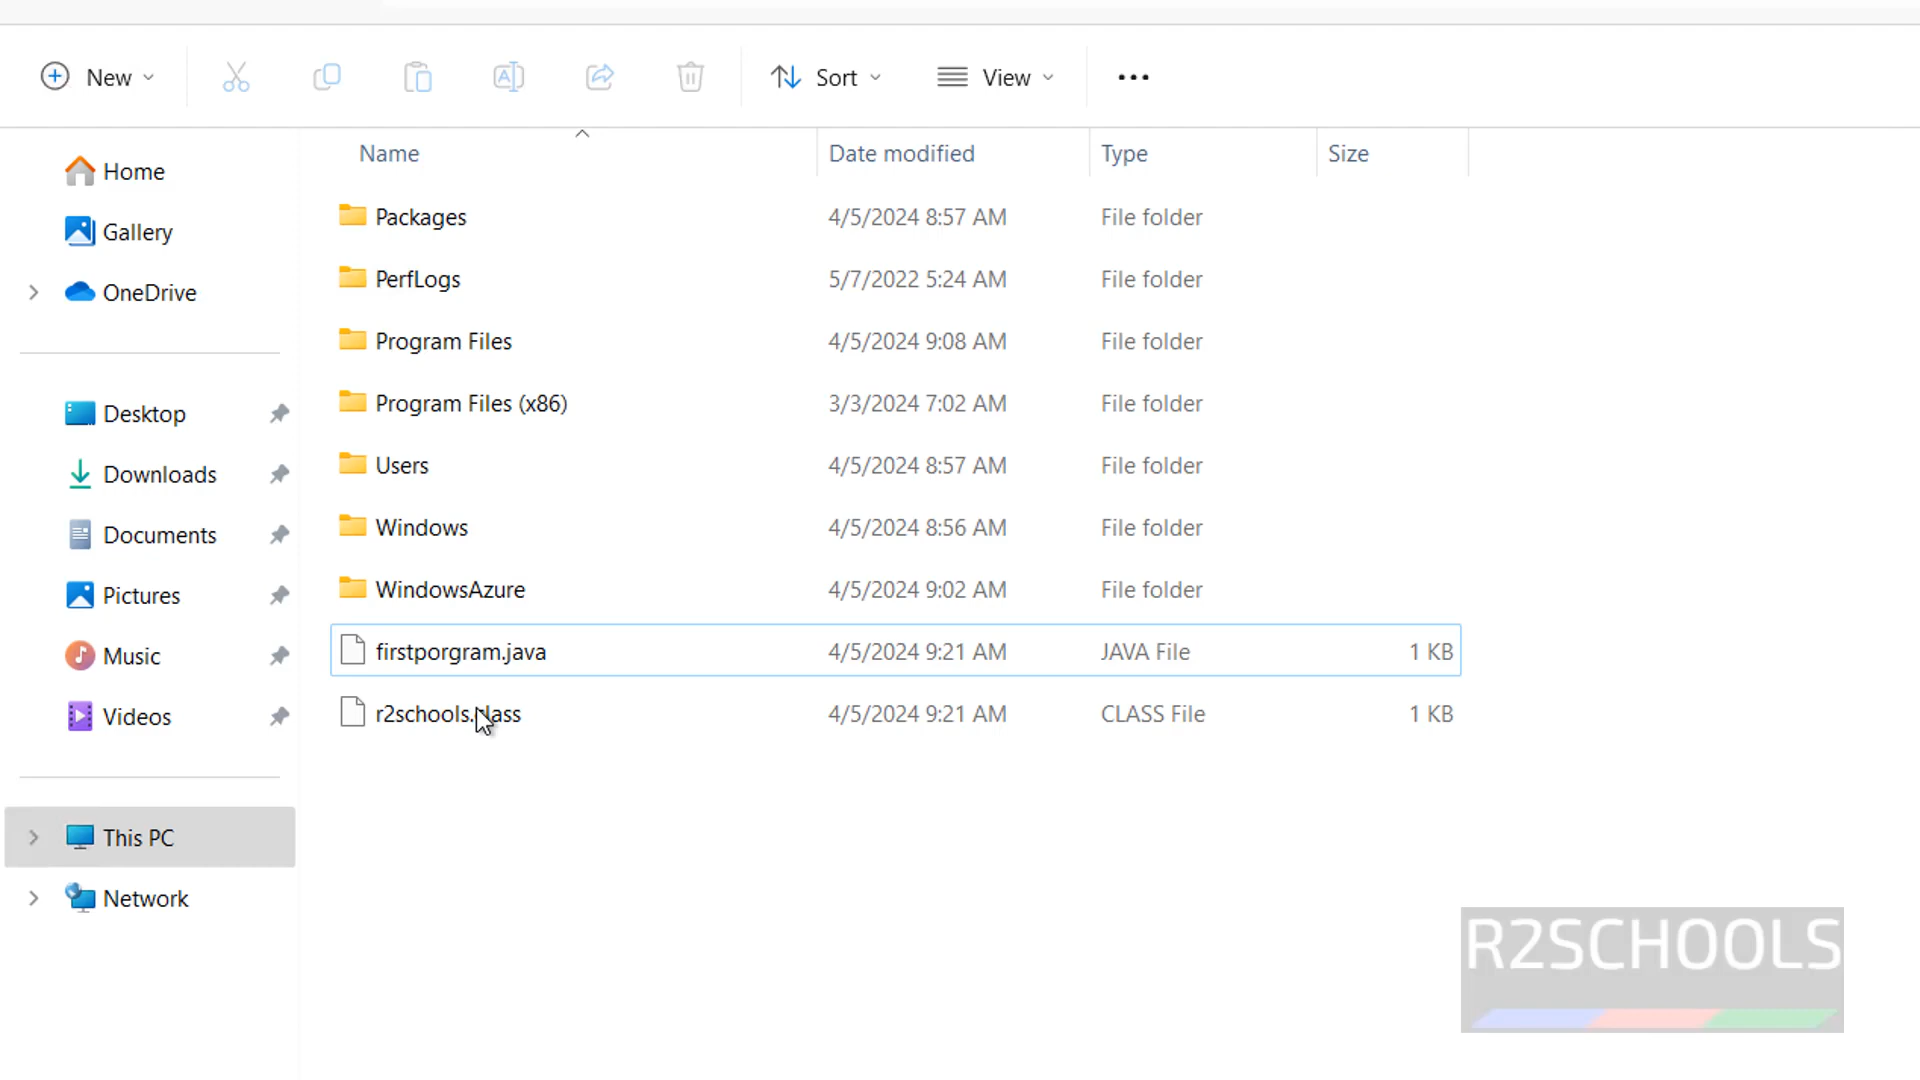 New Sort View
Name Date modified Type Size
Home
Gallery
OneDrive
Desktop
Downloads
Documents
Pictures
Music
Videos
This PC
Network
Packages 4/5/2024 8:57 AM File folder
PerfLogs 5/7/2022 5:24 AM File folder
Program Files 4/5/2024 9:08 AM File folder
Program Files (x86) 3/3/2024 7:02 AM File folder
Users 4/5/2024 8:57 AM File folder
Windows 4/5/2024 8:56 AM File folder
WindowsAzure 4/5/2024 9:02 AM File folder
firstporgram.java 4/5/2024 9:21 AM JAVA File 1 KB
r2schools.class 4/5/2024 9:21 AM CLASS File 1 KB
R2SCHOOLS